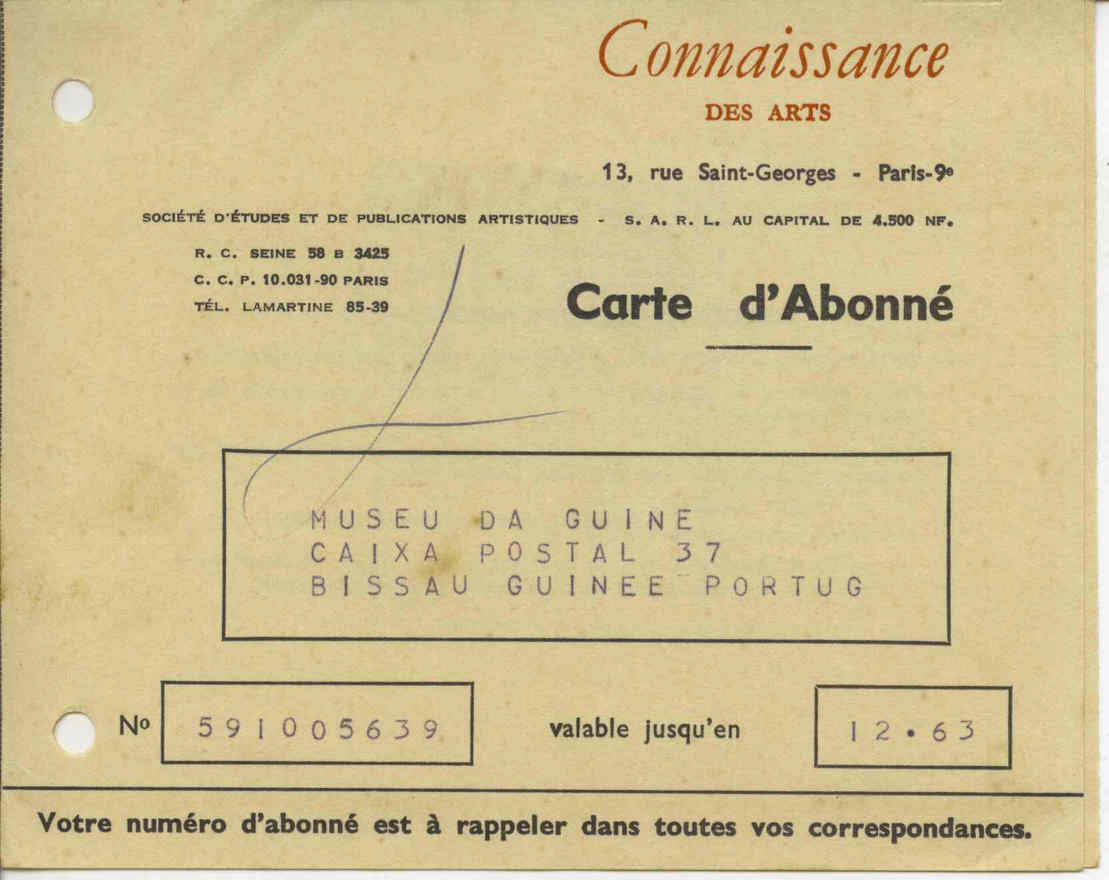 Connaissance
DES ARTS
13, rue Saint-Georges - Paris-9e
SOCIÉTÉ D'ÉTUDES ET DE PUBLICATIONS ARTISTIQUES - S. A. R. L. AU CAPITAL DE 4.500 NF.
R. C. SEINE 58 B 3425
C. C. P. 10.031-90 PARIS
TÉL. LAMARTINE 85-39
Carte d'Abonné
MUSEU DA GUINE
CAIXA POSTAL 37
BISSAU GUINEE PORTUG
No 591005639 valable jusqu'en 12.63
Votre numéro d'abonné est à rappeler dans toutes vos correspondances.